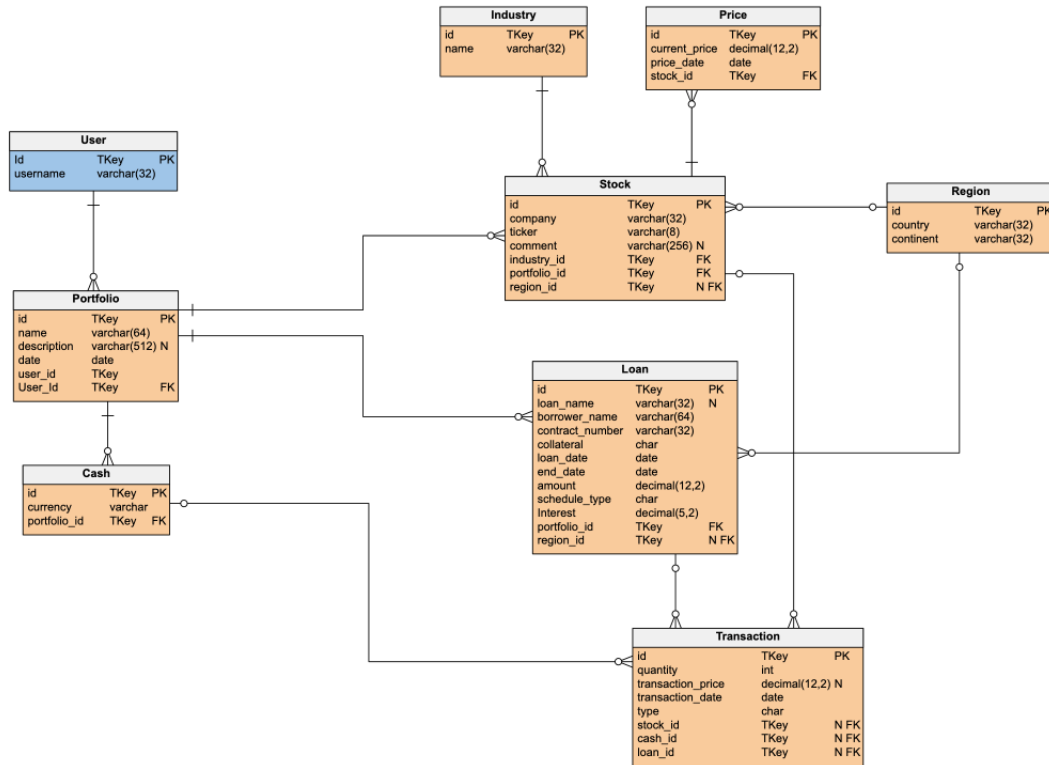 Industry
id TKey PK
name varchar(32)
Price
id TKey PK
current_price decimal(12,2)
price_date date
stock_id TKey FK
User
Id TKey PK
username varchar(32)
Stock
id TKey PK
company varchar(32)
ticker varchar(8)
comment varchar(256) N
industry_id TKey FK
portfolio_id TKey FK
region_id TKey N FK
Region
id TKey PK
country varchar(32)
continent varchar(32)
Portfolio
id TKey PK
name varchar(64)
description varchar(512) N
date date
user_id TKey
User_Id TKey FK
Loan
id TKey PK
loan_name varchar(32) N
borrower_name varchar(64)
contract_number varchar(32)
collateral char
loan_date date
end_date date
amount decimal(12,2)
schedule_type char
Interest decimal(5,2)
portfolio_id TKey FK
region_id TKey N FK
Cash
id TKey PK
currency varchar
portfolio_id TKey FK
Transaction
id TKey PK
quantity int
transaction_price decimal(12,2) N
transaction_date date
type char
stock_id TKey N FK
cash_id TKey N FK
loan_id TKey N FK